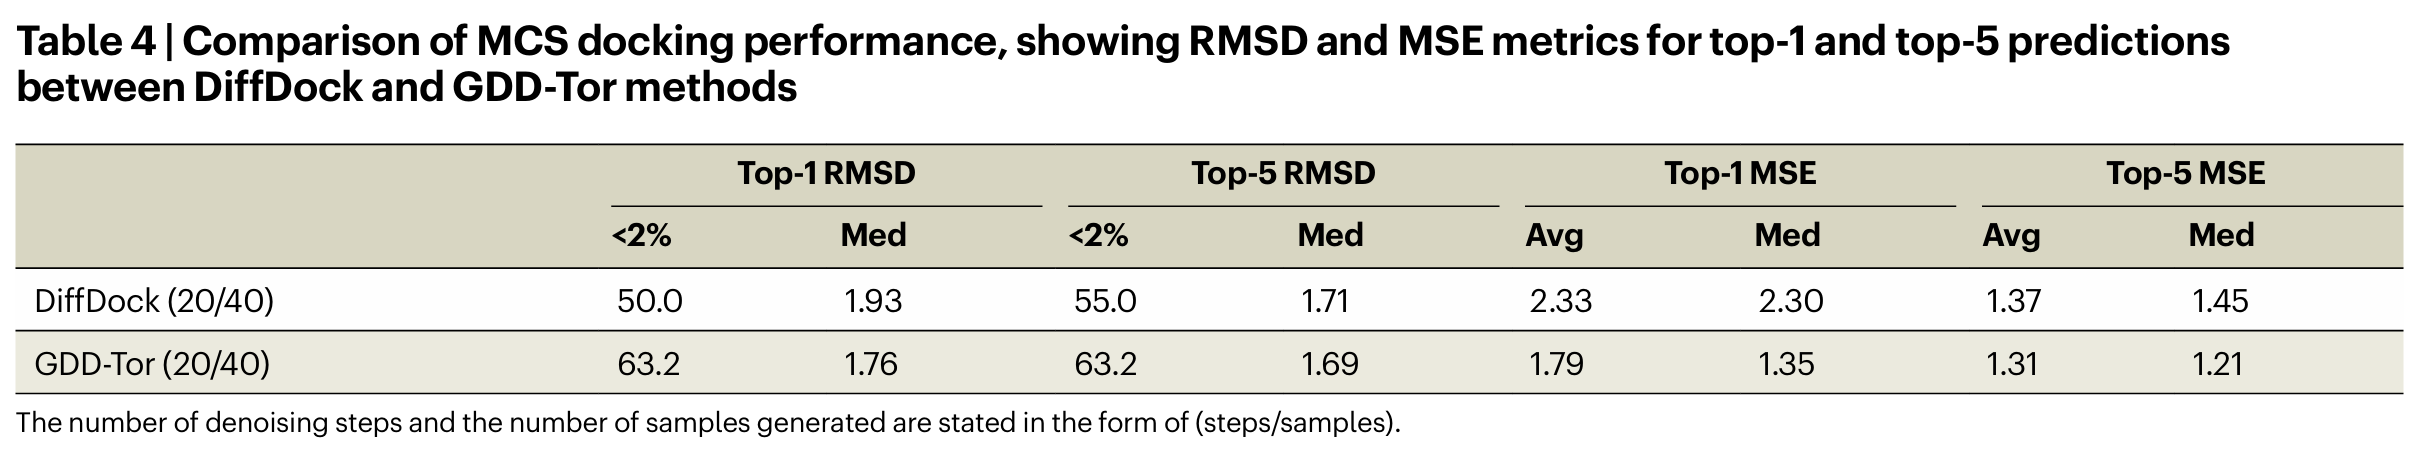 Table 4 | Comparison of MCS docking performance, showing RMSD and MSE metrics for top-1 and top-5 predictions
between DiffDock and GDD-Tor methods
Top-1 RMSD Top-5 RMSD Top-1 MSE Top-5 MSE
<2% Med <2% Med Avg Med Avg Med
DiffDock (20/40) 50.0 1.93 55.0 1.71 2.33 2.30 1.37 1.45
GDD-Tor (20/40) 63.2 1.76 63.2 1.69 1.79 1.35 1.31 1.21
The number of denoising steps and the number of samples generated are stated in the form of (steps/samples).